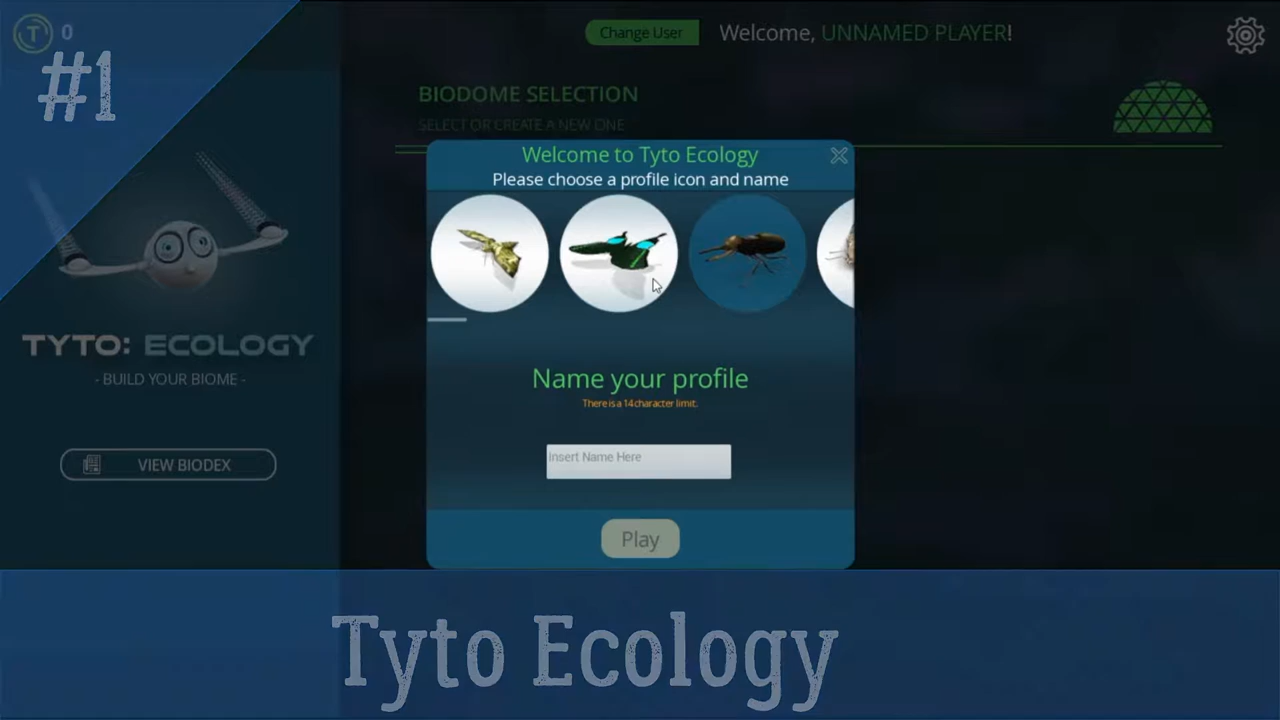 T 0
#1
Change User
Welcome, UNNAMED PLAYER!
BIODOME SELECTION
SELECT OR CREATE A NEW ONE
Welcome to Tyto Ecology
Please choose a profile icon and name
TYTO: ECOLOGY
- BUILD YOUR BIOME -
VIEW BIODEX
Name your profile
There is a 14 character limit.
Insert Name Here
Play
Tyto Ecology